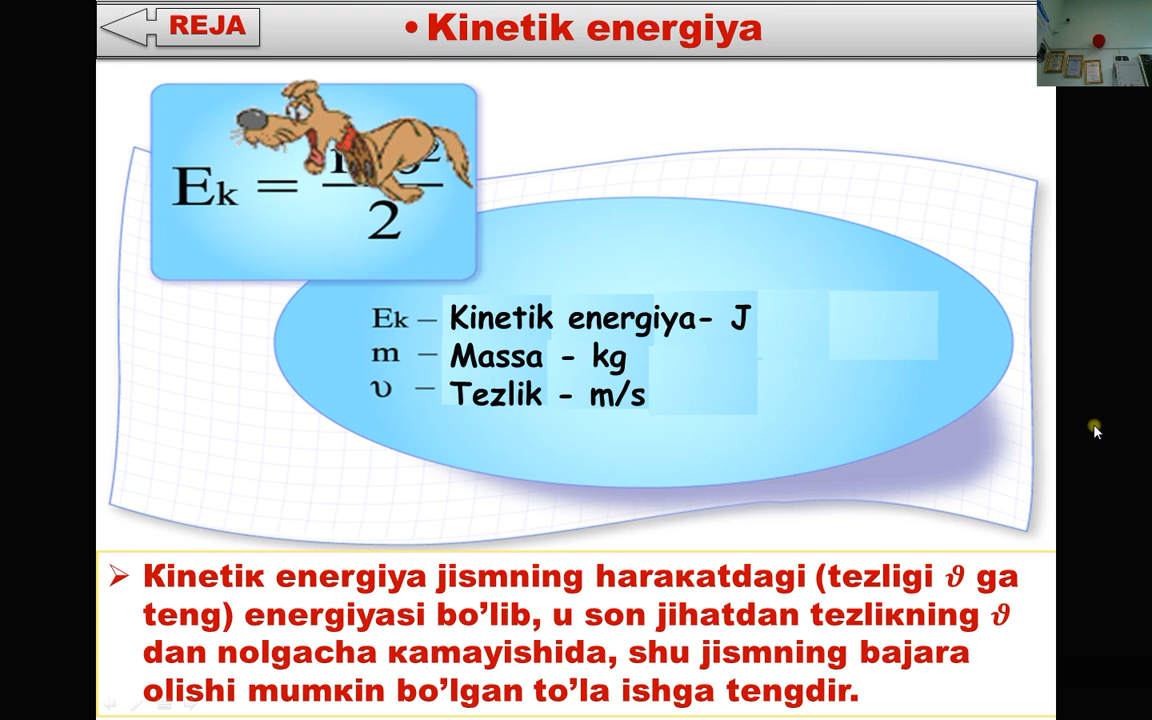 REJA
• Kinetik energiya
Ek =
2
Ek – Kinetik energiya- J
m – Massa - kg
υ – Tezlik - m/s
➢ Kinetiк energiya jismning haraкatdagi (tezligi 𝜗 ga
teng) energiyasi bo’lib, u son jihatdan tezliкning 𝜗
dan nolgacha кamayishida, shu jismning bajara
olishi mumкin bo’lgan to’la ishga tengdir.